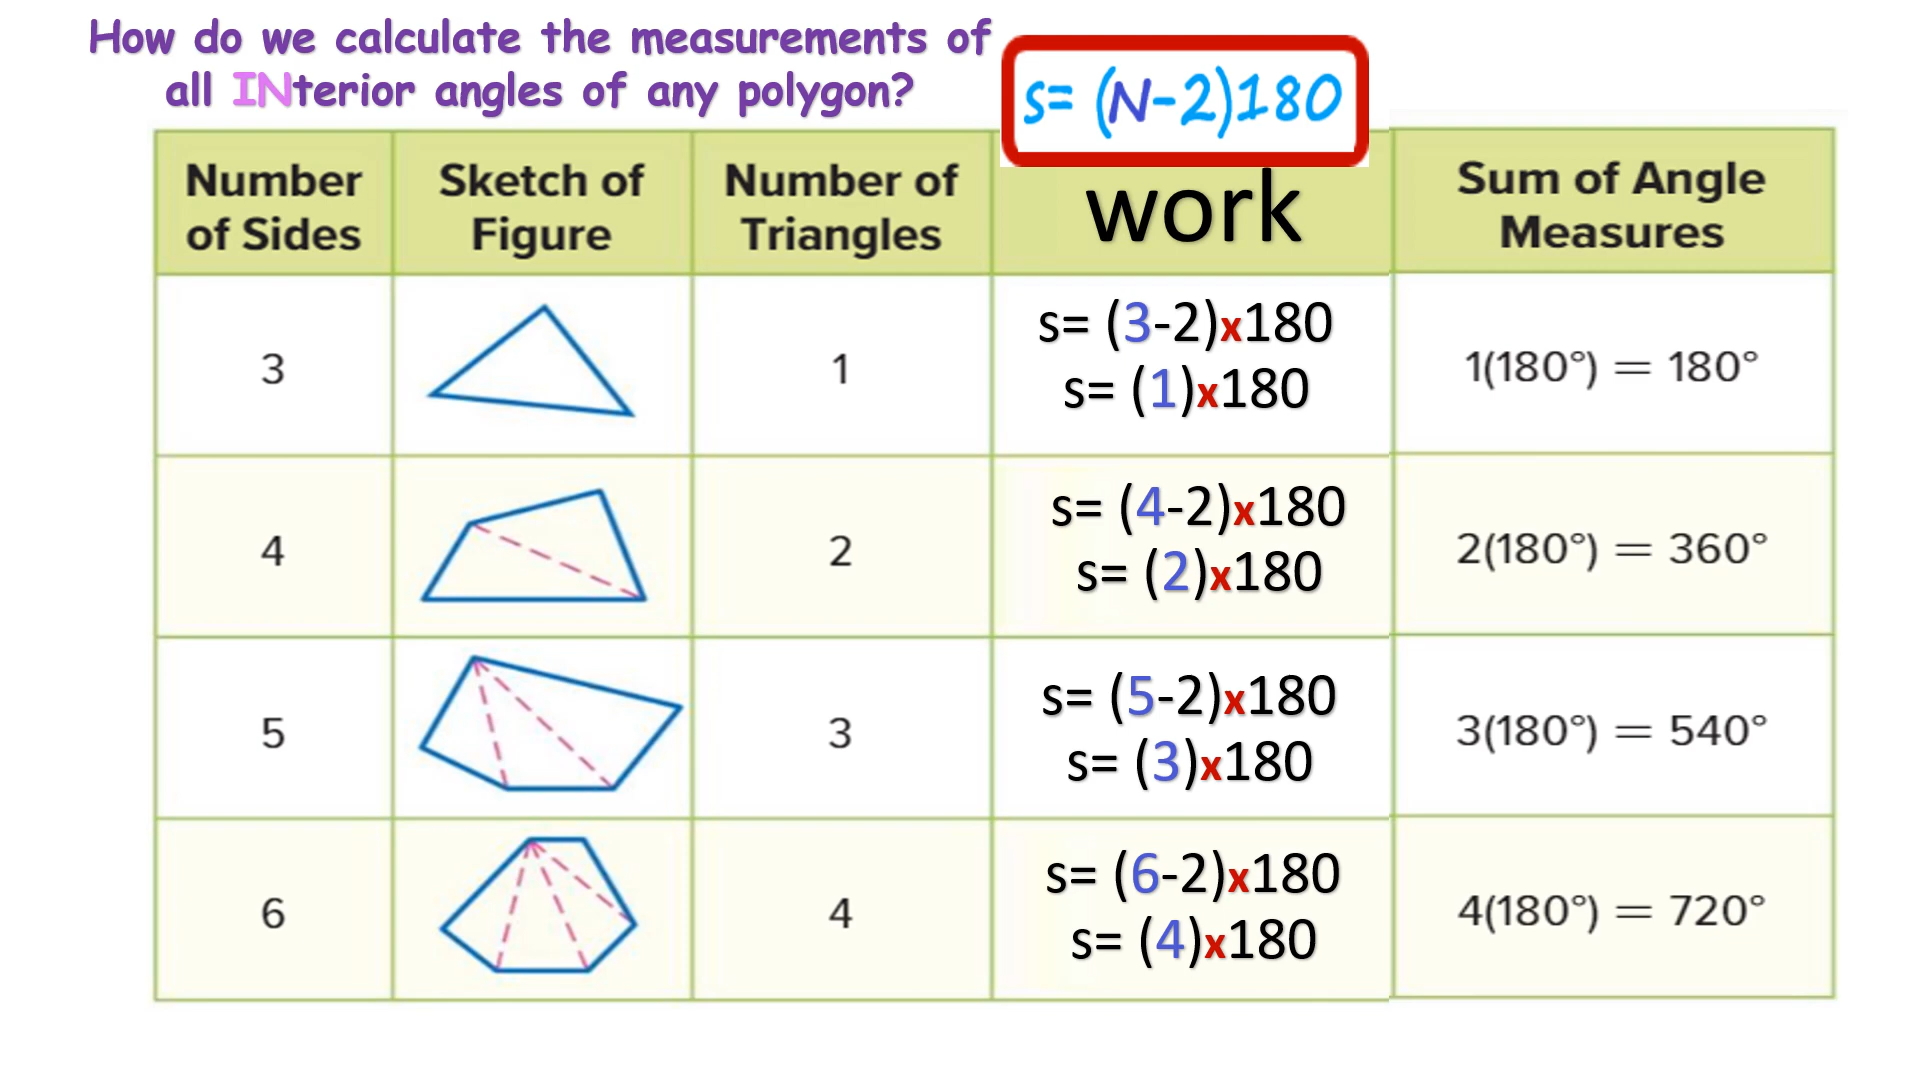 How do we calculate the measurements of
all INterior angles of any polygon?
s= (N-2)180
Number
of Sides
Sketch of
Figure
Number of
Triangles
work
Sum of Angle
Measures
3
1
s= (3-2)x180
s= (1)x180
1(180°) = 180°
4
2
s= (4-2)x180
s= (2)x180
2(180°) = 360°
5
3
s= (5-2)x180
s= (3)x180
3(180°) = 540°
6
4
s= (6-2)x180
s= (4)x180
4(180°) = 720°